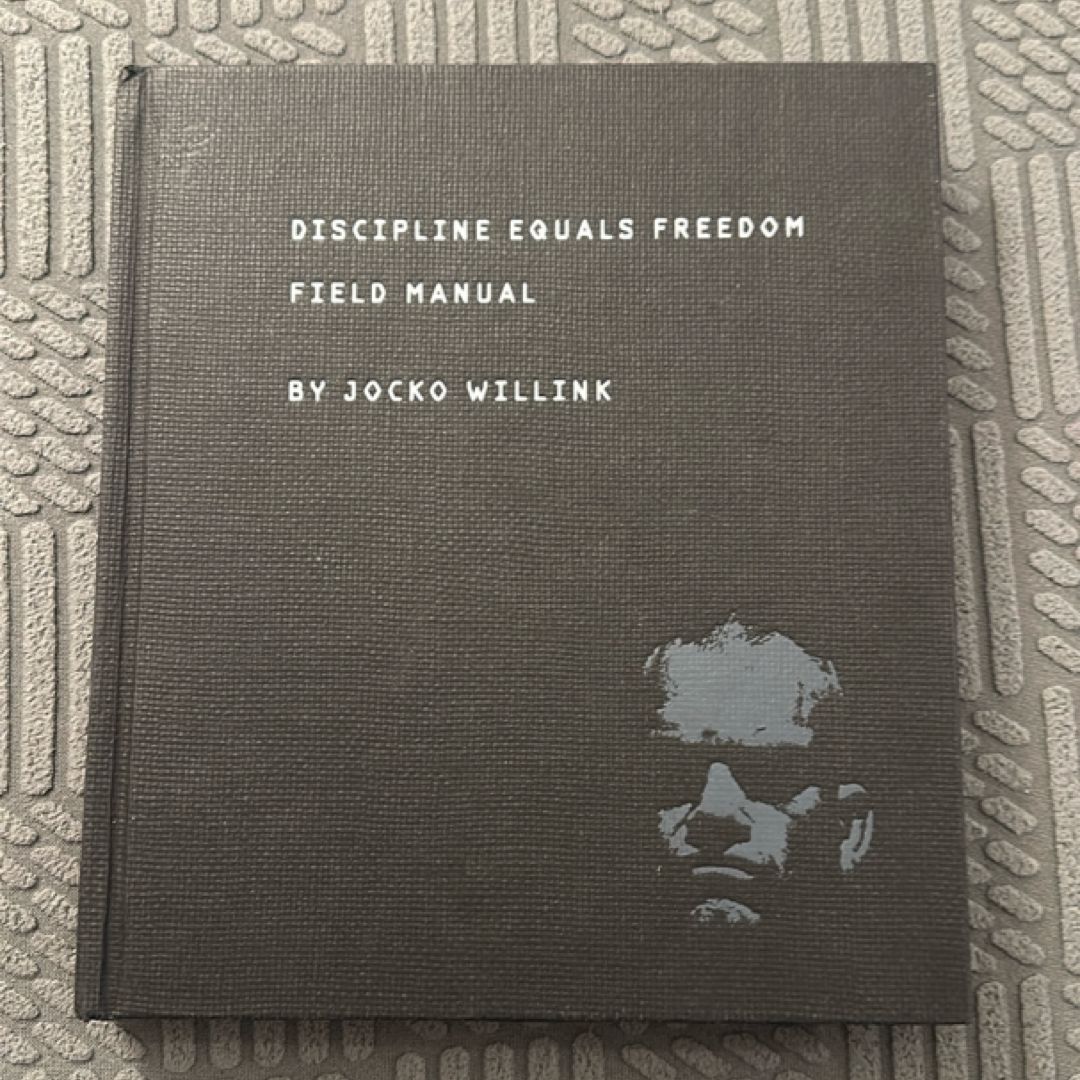 DISCIPLINE EQUALS FREEDOM
FIELD MANUAL
BY JOCKO WILLINK